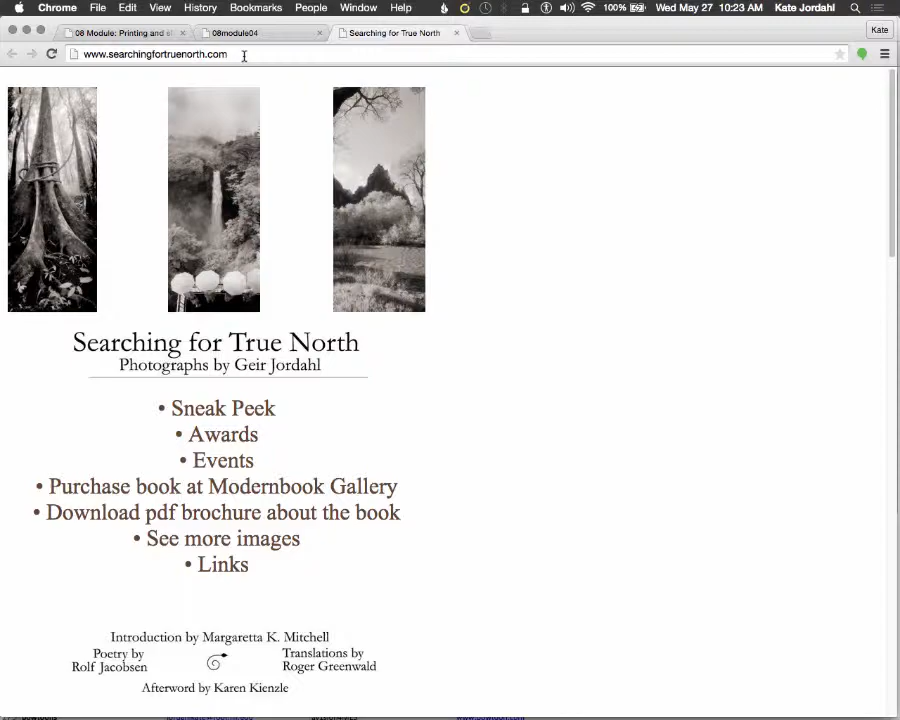 Chrome File Edit View History Bookmarks People Window Help 100% Wed May 27 10:23 AM Kate Jordahl
08 Module: Printing and el
08module04
Searching for True North
Kate
www.searchingfortruenorth.com
Searching for True North
Photographs by Geir Jordahl
• Sneak Peek
• Awards
• Events
• Purchase book at Modernbook Gallery
• Download pdf brochure about the book
• See more images
• Links
Introduction by Margaretta K. Mitchell
Poetry by
Rolf Jacobsen
Translations by
Roger Greenwald
Afterword by Karen Kienzle